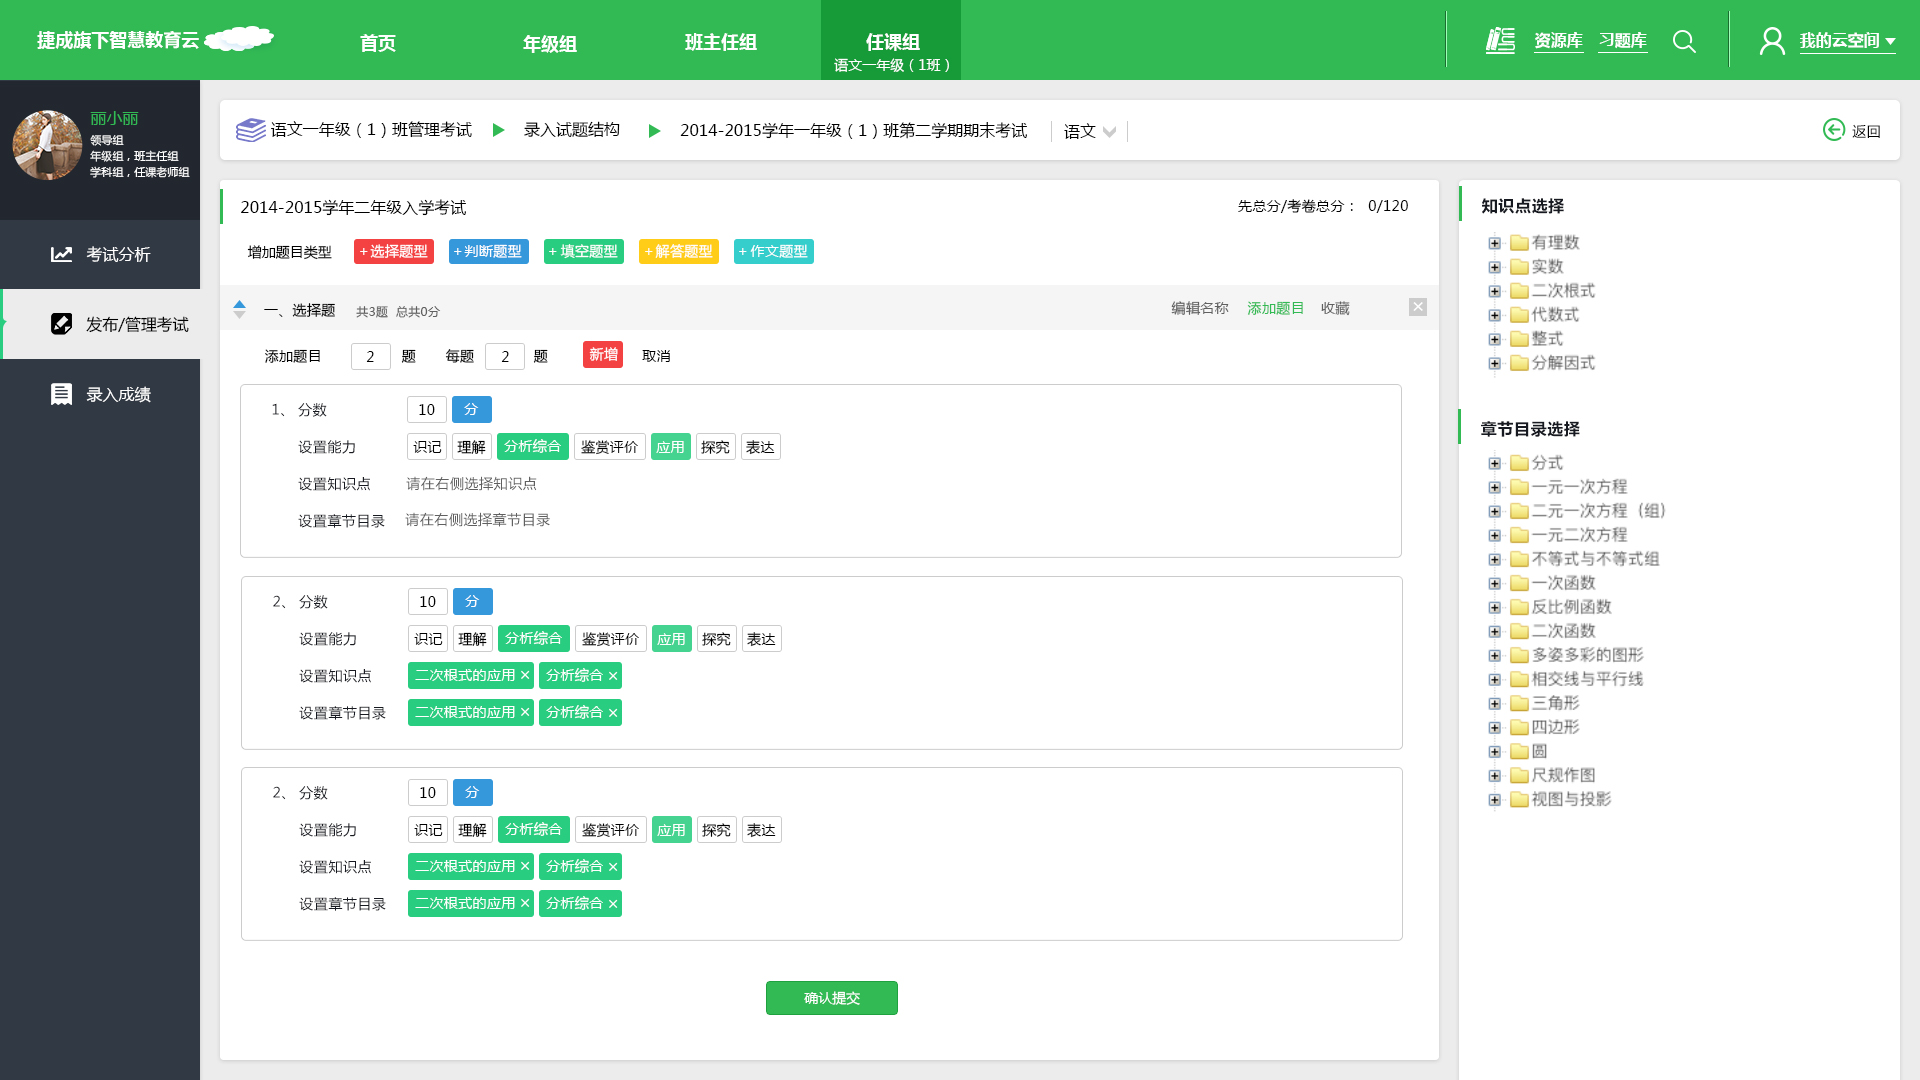 捷成旗下智慧教育云
首页
年级组
班主任组
任课组
语文一年级（1班）
资源库
习题库
我的云空间
丽小丽
领导组
年级组，班主任组
学科组，任课老师组
考试分析
发布/管理考试
录入成绩
语文一年级（1）班管理考试
录入试题结构
2014-2015学年一年级（1）班第二学期期末考试
语文
返回
2014-2015学年二年级入学考试
先总分/考卷总分： 0/120
增加题目类型
+选择题型
+判断题型
+填空题型
+解答题型
+作文题型
一、选择题 共3题 总共0分
编辑名称 添加题目 收藏
添加题目 2 题 每题 2 题 新增 取消
1、 分数 10 分
设置能力 识记 理解 分析综合 鉴赏评价 应用 探究 表达
设置知识点 请在右侧选择知识点
设置章节目录 请在右侧选择章节目录
2、 分数 10 分
设置能力 识记 理解 分析综合 鉴赏评价 应用 探究 表达
设置知识点 二次根式的应用 × 分析综合 ×
设置章节目录 二次根式的应用 × 分析综合 ×
2、 分数 10 分
设置能力 识记 理解 分析综合 鉴赏评价 应用 探究 表达
设置知识点 二次根式的应用 × 分析综合 ×
设置章节目录 二次根式的应用 × 分析综合 ×
确认提交
知识点选择
有理数
实数
二次根式
代数式
整式
分解因式
章节目录选择
分式
一元一次方程
二元一次方程（组）
一元二次方程
不等式与不等式组
一次函数
反比例函数
二次函数
多姿多彩的图形
相交线与平行线
三角形
四边形
圆
尺规作图
视图与投影